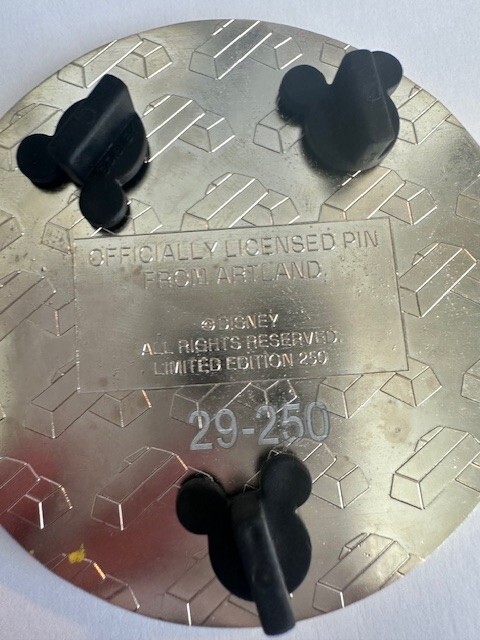 OFFICIALLY LICENSED PIN
FROM ARTLAND
© DISNEY
ALL RIGHTS RESERVED.
LIMITED EDITION 250
29-250